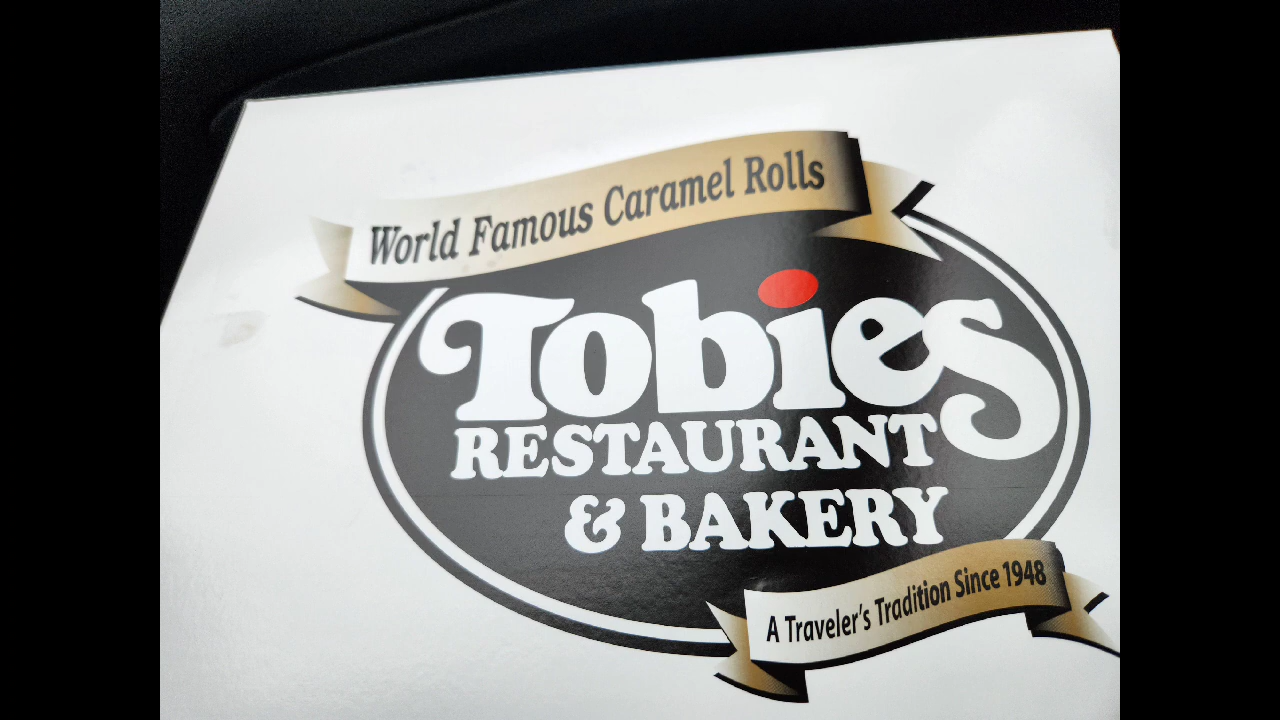 World Famous Caramel Rolls
Tobies
RESTAURANT
& BAKERY
A Traveler's Tradition Since 1948